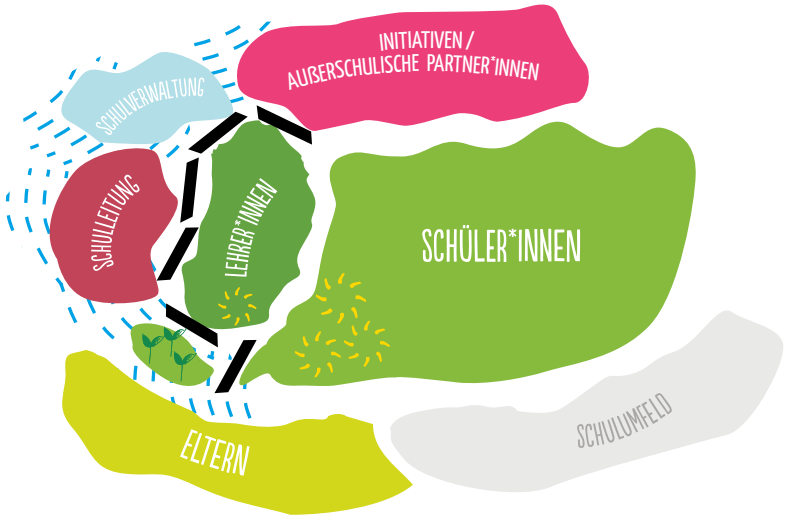 INITIATIVEN /
AUßERSCHULISCHE PARTNER*INNEN
SCHULVERWALTUNG
SCHULLEITUNG
LEHRER*INNEN
SCHÜLER*INNEN
ELTERN
SCHULUMFELD